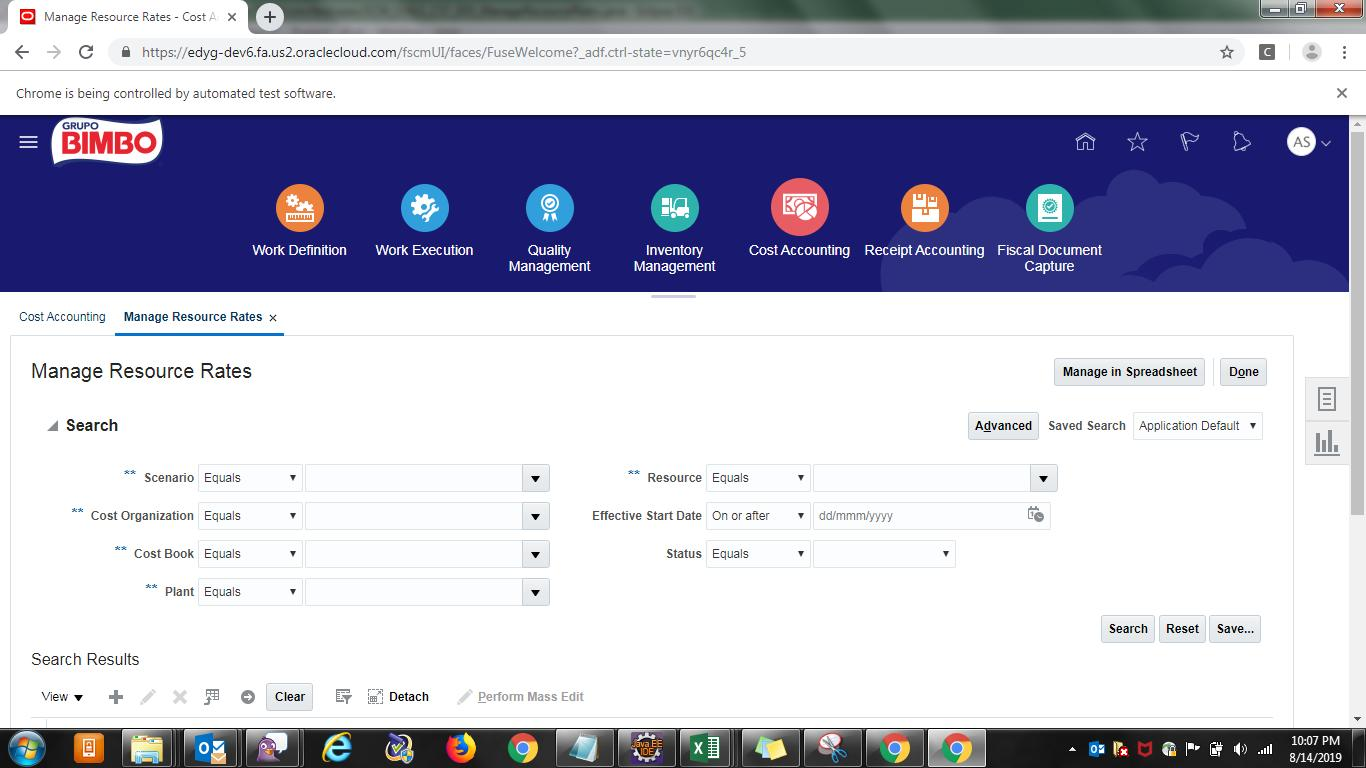 Manage Resource Rates - Cost A
https://edyg-dev6.fa.us2.oraclecloud.com/fscmUI/faces/FuseWelcome?_adf.ctrl-state=vnyr6qc4r_5
C
Chrome is being controlled by automated test software.
GRUPO
BIMBO
AS
Work Definition
Work Execution
Quality
Management
Inventory
Management
Cost Accounting
Receipt Accounting
Fiscal Document
Capture
Cost Accounting
Manage Resource Rates
Manage Resource Rates
Manage in Spreadsheet
Done
Search
Advanced
Saved Search Application Default
** Scenario Equals
** Resource Equals
** Cost Organization Equals
Effective Start Date On or after dd/mmm/yyyy
** Cost Book Equals
Status Equals
** Plant Equals
Search
Reset
Save...
Search Results
View
Clear
Detach
Perform Mass Edit
Java EE
IDE
10:07 PM
8/14/2019